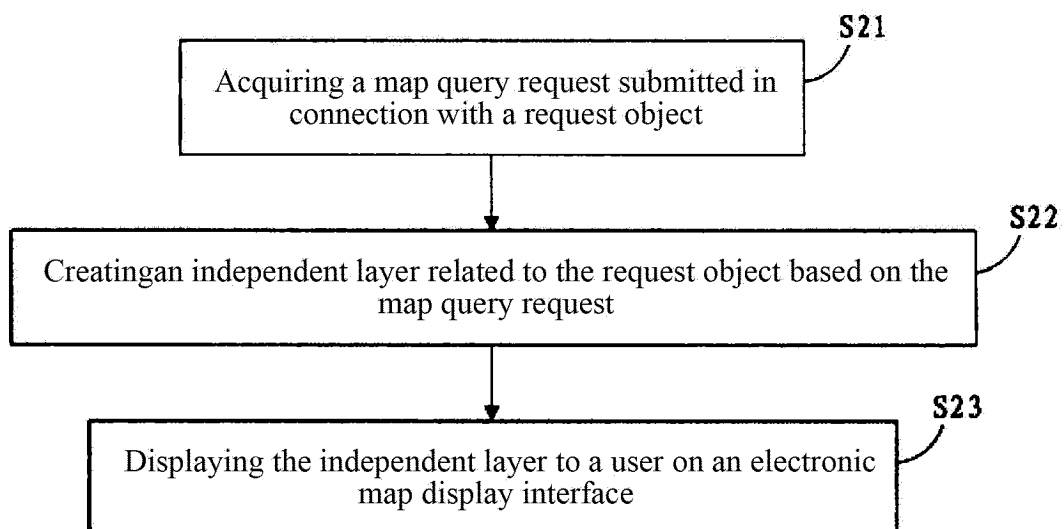 S21
Acquiring a map query request submitted in
connection with a request object
S22
Creatingan independent layer related to the request object based on the
map query request
S23
Displaying the independent layer to a user on an electronic
map display interface